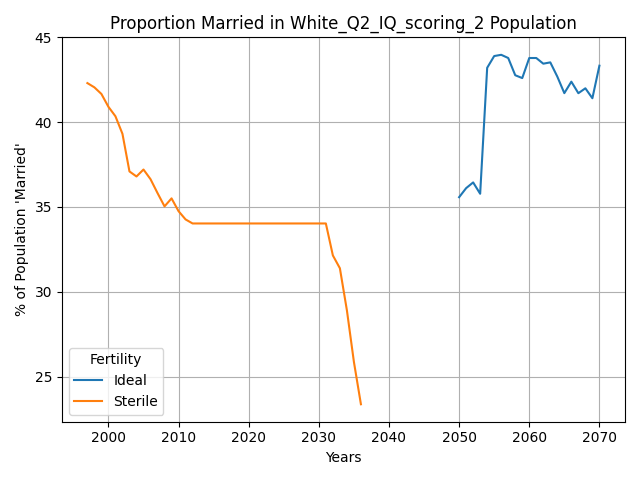 Proportion Married in White_Q2_IQ_scoring_2 Population
% of Population 'Married'
45
40
35
30
25
Fertility
Ideal
Sterile
2000 2010 2020 2030 2040 2050 2060 2070
Years